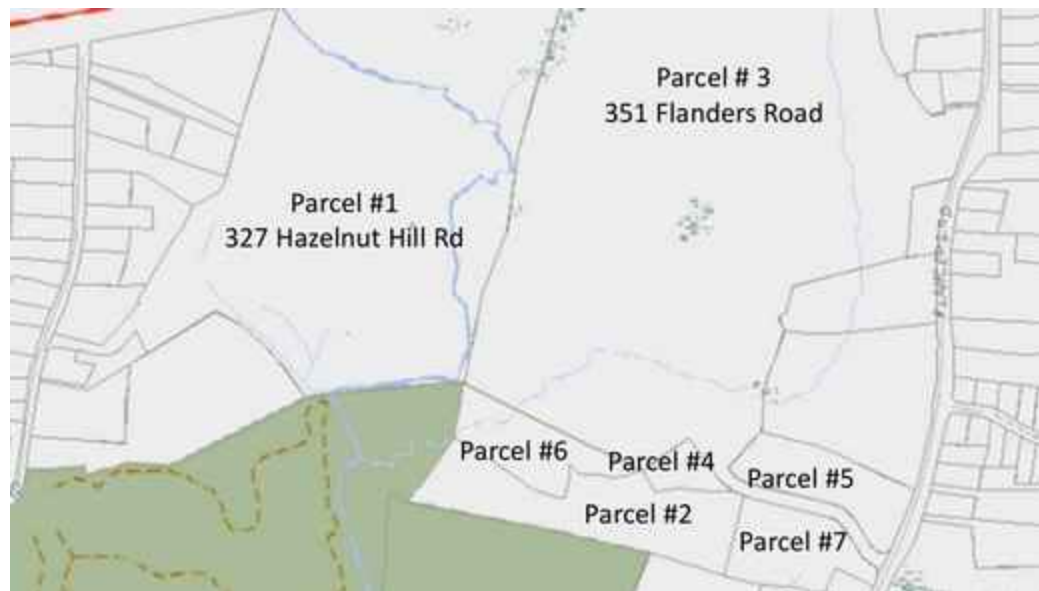 Parcel # 3
351 Flanders Road
Parcel #1
327 Hazelnut Hill Rd
Parcel #6
Parcel #4
Parcel #5
Parcel #2
Parcel #7